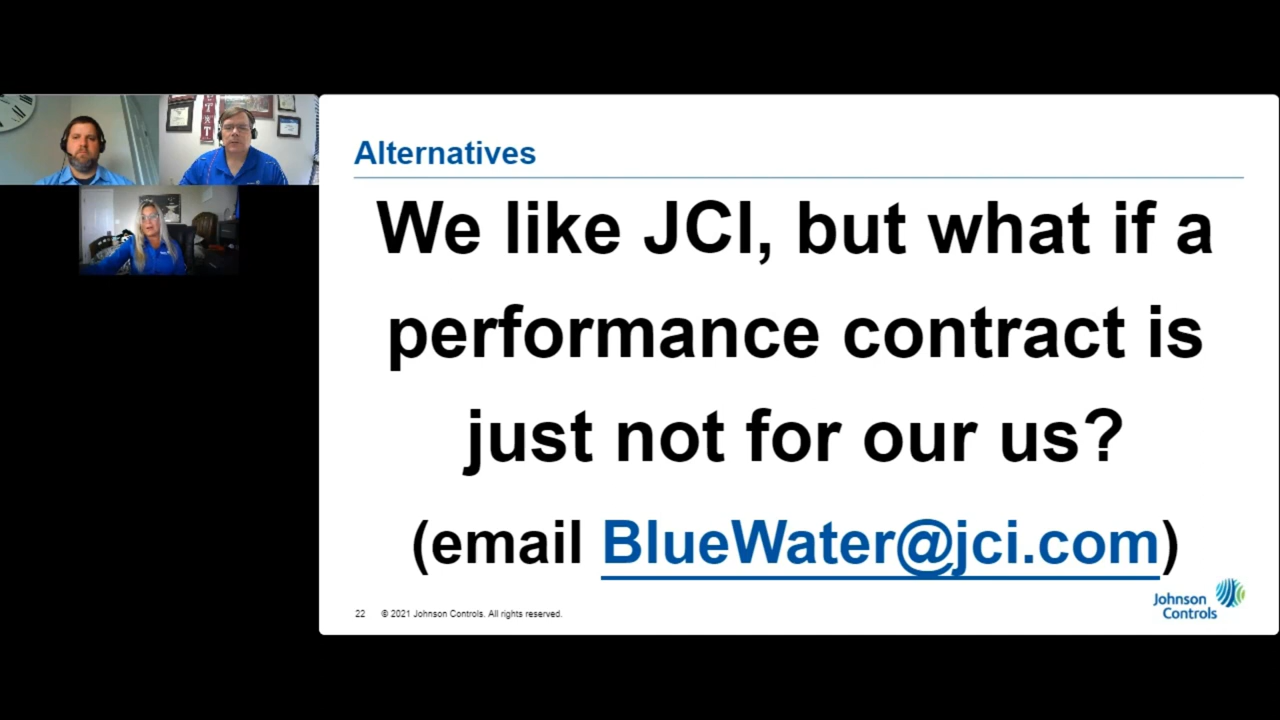 Alternatives
We like JCI, but what if a
performance contract is
just not for our us?
(email BlueWater@jci.com)
22 © 2021 Johnson Controls. All rights reserved.
Johnson
Controls